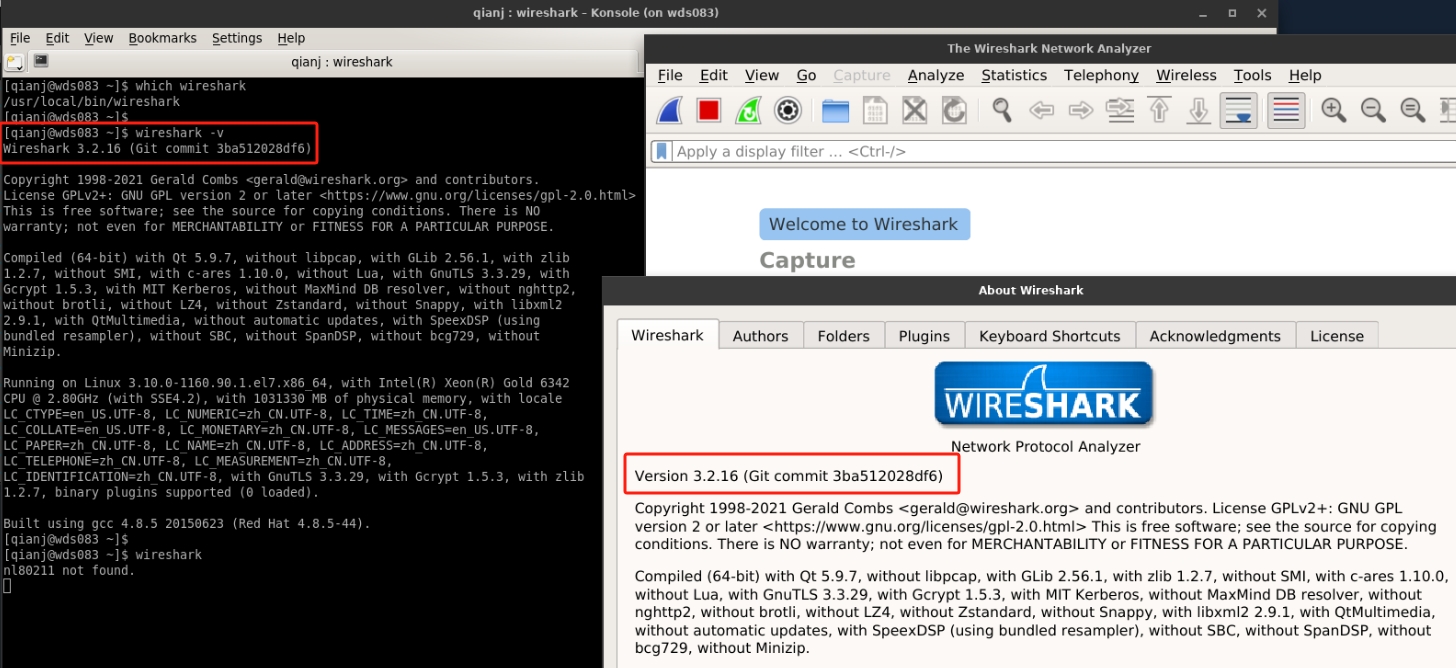 qianj : wireshark – Konsole (on wds083)
File Edit View Bookmarks Settings Help
qianj : wireshark
[qianj@wds083 ~]$ which wireshark
/usr/local/bin/wireshark
[qianj@wds083 ~]$
[qianj@wds083 ~]$ wireshark -v
Wireshark 3.2.16 (Git commit 3ba512028df6)
Copyright 1998-2021 Gerald Combs <gerald@wireshark.org> and contributors.
License GPLv2+: GNU GPL version 2 or later <https://www.gnu.org/licenses/gpl-2.0.html>
This is free software; see the source for copying conditions. There is NO
warranty; not even for MERCHANTABILITY or FITNESS FOR A PARTICULAR PURPOSE.
Compiled (64-bit) with Qt 5.9.7, without libpcap, with GLib 2.56.1, with zlib
1.2.7, without SMI, with c-ares 1.10.0, without Lua, with GnuTLS 3.3.29, with
Gcrypt 1.5.3, with MIT Kerberos, without MaxMind DB resolver, without nghttp2,
without brotli, without LZ4, without Zstandard, without Snappy, with libxml2
2.9.1, with QtMultimedia, without automatic updates, with SpeexDSP (using
bundled resampler), without SBC, without SpanDSP, without bcg729, without
Minizip.
Running on Linux 3.10.0-1160.90.1.el7.x86_64, with Intel(R) Xeon(R) Gold 6342
CPU @ 2.80GHz (with SSE4.2), with 1031330 MB of physical memory, with locale
LC_CTYPE=en_US.UTF-8, LC_NUMERIC=zh_CN.UTF-8, LC_TIME=zh_CN.UTF-8,
LC_COLLATE=en_US.UTF-8, LC_MONETARY=zh_CN.UTF-8, LC_MESSAGES=en_US.UTF-8,
LC_PAPER=zh_CN.UTF-8, LC_NAME=zh_CN.UTF-8, LC_ADDRESS=zh_CN.UTF-8,
LC_TELEPHONE=zh_CN.UTF-8, LC_MEASUREMENT=zh_CN.UTF-8,
LC_IDENTIFICATION=zh_CN.UTF-8, with GnuTLS 3.3.29, with Gcrypt 1.5.3, with zlib
1.2.7, binary plugins supported (0 loaded).
Built using gcc 4.8.5 20150623 (Red Hat 4.8.5-44).
[qianj@wds083 ~]$
[qianj@wds083 ~]$ wireshark
nl80211 not found.
The Wireshark Network Analyzer
File Edit View Go Capture Analyze Statistics Telephony Wireless Tools Help
Apply a display filter ... <Ctrl-/>
Welcome to Wireshark
Capture
About Wireshark
Wireshark Authors Folders Plugins Keyboard Shortcuts Acknowledgments License
WIRESHARK
Network Protocol Analyzer
Version 3.2.16 (Git commit 3ba512028df6)
Copyright 1998-2021 Gerald Combs <gerald@wireshark.org> and contributors. License GPLv2+: GNU GPL
version 2 or later <https://www.gnu.org/licenses/gpl-2.0.html> This is free software; see the source for copying
conditions. There is NO warranty; not even for MERCHANTABILITY or FITNESS FOR A PARTICULAR PURPOSE.
Compiled (64-bit) with Qt 5.9.7, without libpcap, with GLib 2.56.1, with zlib 1.2.7, without SMI, with c-ares 1.10.0,
without Lua, with GnuTLS 3.3.29, with Gcrypt 1.5.3, with MIT Kerberos, without MaxMind DB resolver, without
nghttp2, without brotli, without LZ4, without Zstandard, without Snappy, with libxml2 2.9.1, with QtMultimedia,
without automatic updates, with SpeexDSP (using bundled resampler), without SBC, without SpanDSP, without
bcg729, without Minizip.